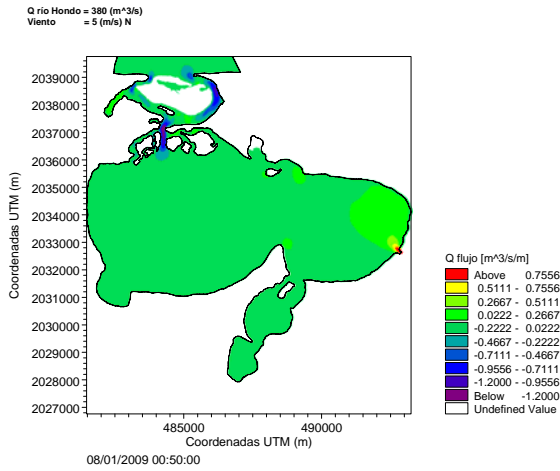 Q río Hondo = 380 (m^3/s)
Viento = 5 (m/s) N
2039000
2038000
2037000
2036000
2035000
2034000
2033000
2032000
2031000
2030000
2029000
2028000
2027000
Coordenadas UTM (m)
485000
490000
Coordenadas UTM (m)
08/01/2009 00:50:00
Q flujo [m^3/s/m]
Above 0.7556
0.5111 - 0.7556
0.2667 - 0.5111
0.0222 - 0.2667
-0.2222 - 0.0222
-0.4667 - -0.2222
-0.7111 - -0.4667
-0.9556 - -0.7111
-1.2000 - -0.9556
Below -1.2000
Undefined Value